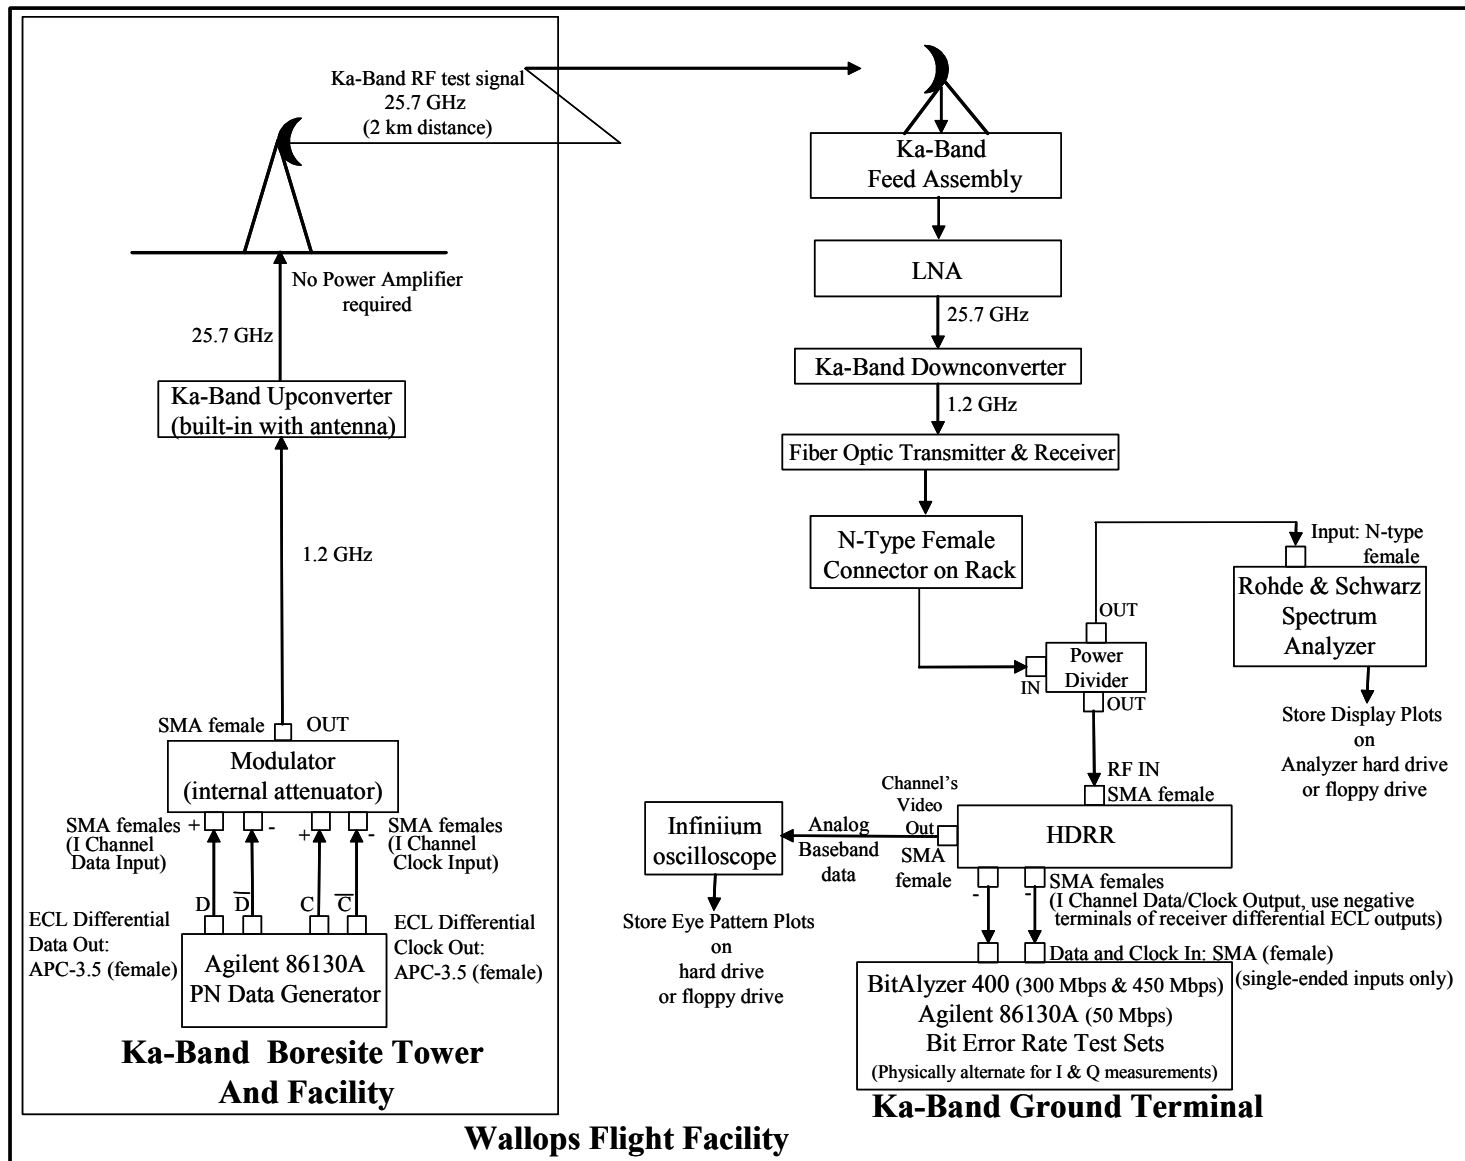 Ka-Band RF test signal
25.7 GHz
(2 km distance)
No Power Amplifier
required
25.7 GHz
Ka-Band Upconverter
(built-in with antenna)
1.2 GHz
SMA female
OUT
Modulator
(internal attenuator)
SMA females
(I Channel
Data Input)
+
-
+
-
SMA females
(I Channel
Clock Input)
D
D̅
C
C̅
ECL Differential
Data Out:
APC-3.5 (female)
ECL Differential
Clock Out:
APC-3.5 (female)
Agilent 86130A
PN Data Generator
Ka-Band Boresite Tower
And Facility
Ka-Band
Feed Assembly
LNA
25.7 GHz
Ka-Band Downconverter
1.2 GHz
Fiber Optic Transmitter & Receiver
N-Type Female
Connector on Rack
IN
Power
Divider
OUT
OUT
Input: N-type
female
Rohde & Schwarz
Spectrum
Analyzer
Store Display Plots
on
Analyzer hard drive
or floppy drive
RF IN
SMA female
HDRR
Channel's
Video
Out
SMA
female
Analog
Baseband
data
Infiniium
oscilloscope
Store Eye Pattern Plots
on
hard drive
or floppy drive
-
-
SMA females
(I Channel Data/Clock Output, use negative
terminals of receiver differential ECL outputs)
Data and Clock In: SMA (female)
(single-ended inputs only)
BitAlyzer 400 (300 Mbps & 450 Mbps)
Agilent 86130A (50 Mbps)
Bit Error Rate Test Sets
(Physically alternate for I & Q measurements)
Ka-Band Ground Terminal
Wallops Flight Facility